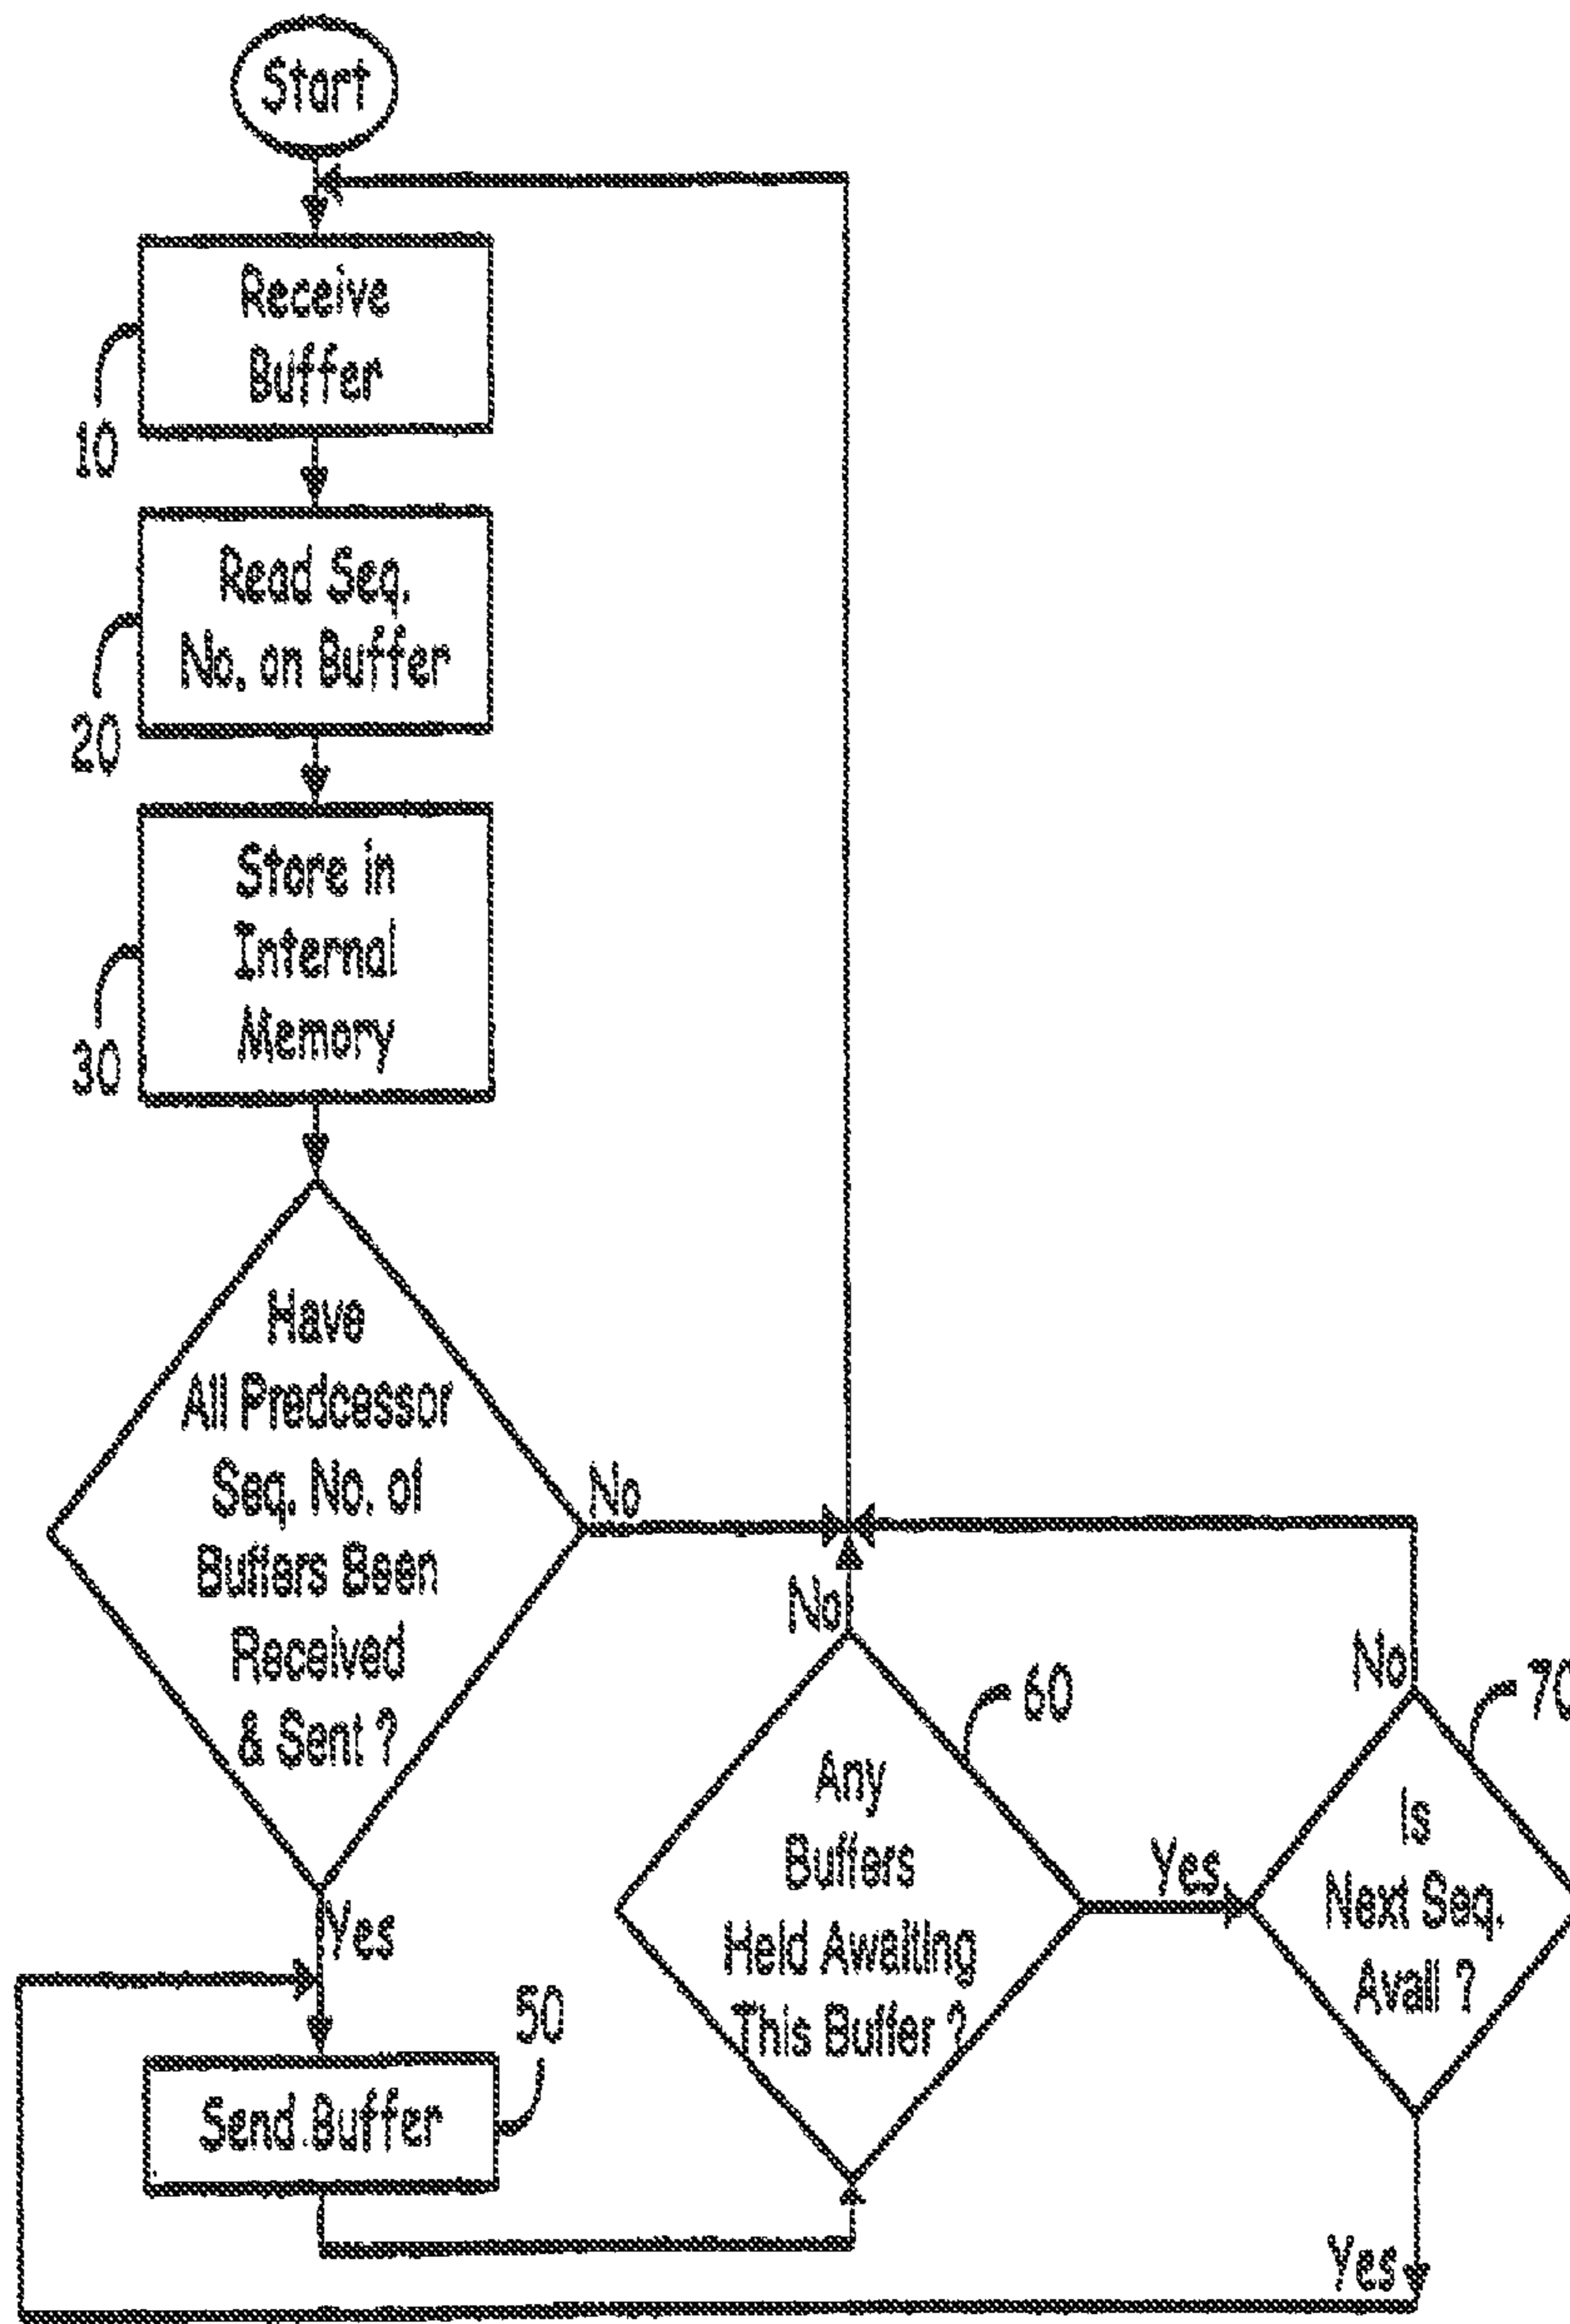 Start
Receive
Buffer
10
Read Seq.
No. on Buffer
20
Store in
Internal
Memory
30
Have
All Predcessor
Seq. No. of
Buffers Been
Received
& Sent ?
No
Yes
Send Buffer
50
Any
Buffers
Held Awaiting
This Buffer ?
60
No
Yes
Is
Next Seq.
Avail ?
70
No
Yes